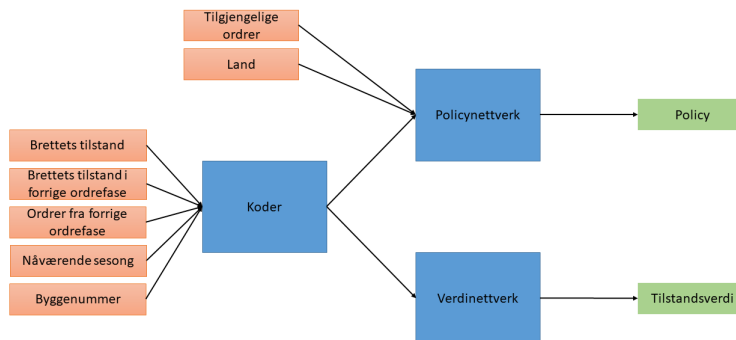 Tilgjengelige
ordrer
Land
Policynettverk
Policy
Brettets tilstand
Brettets tilstand i
forrige ordrefase
Ordrer fra forrige
ordrefase
Nåværende sesong
Byggenummer
Koder
Verdinettverk
Tilstandsverdi